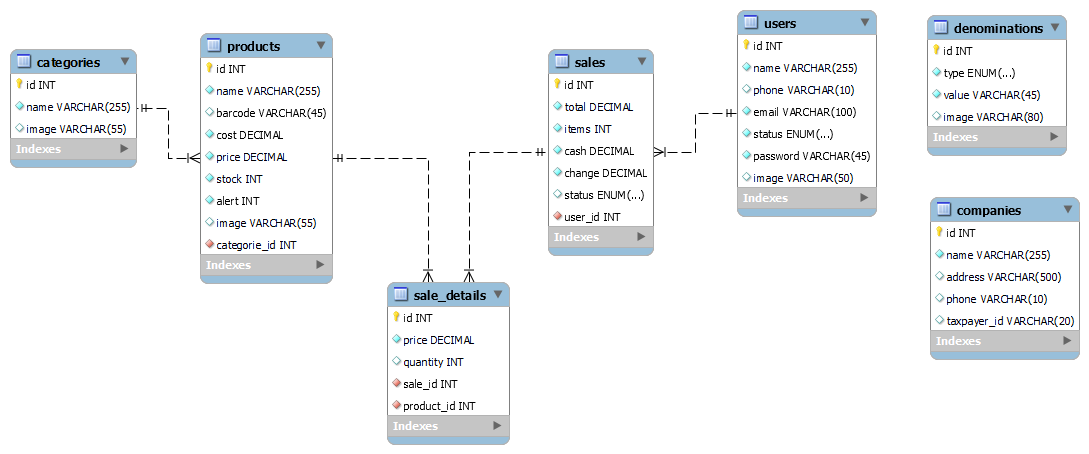 categories
id INT
name VARCHAR(255)
image VARCHAR(55)
Indexes
products
id INT
name VARCHAR(255)
barcode VARCHAR(45)
cost DECIMAL
price DECIMAL
stock INT
alert INT
image VARCHAR(55)
categorie_id INT
Indexes
sale_details
id INT
price DECIMAL
quantity INT
sale_id INT
product_id INT
Indexes
sales
id INT
total DECIMAL
items INT
cash DECIMAL
change DECIMAL
status ENUM(...)
user_id INT
Indexes
users
id INT
name VARCHAR(255)
phone VARCHAR(10)
email VARCHAR(100)
status ENUM(...)
password VARCHAR(45)
image VARCHAR(50)
Indexes
denominations
id INT
type ENUM(...)
value VARCHAR(45)
image VARCHAR(80)
Indexes
companies
id INT
name VARCHAR(255)
address VARCHAR(500)
phone VARCHAR(10)
taxpayer_id VARCHAR(20)
Indexes